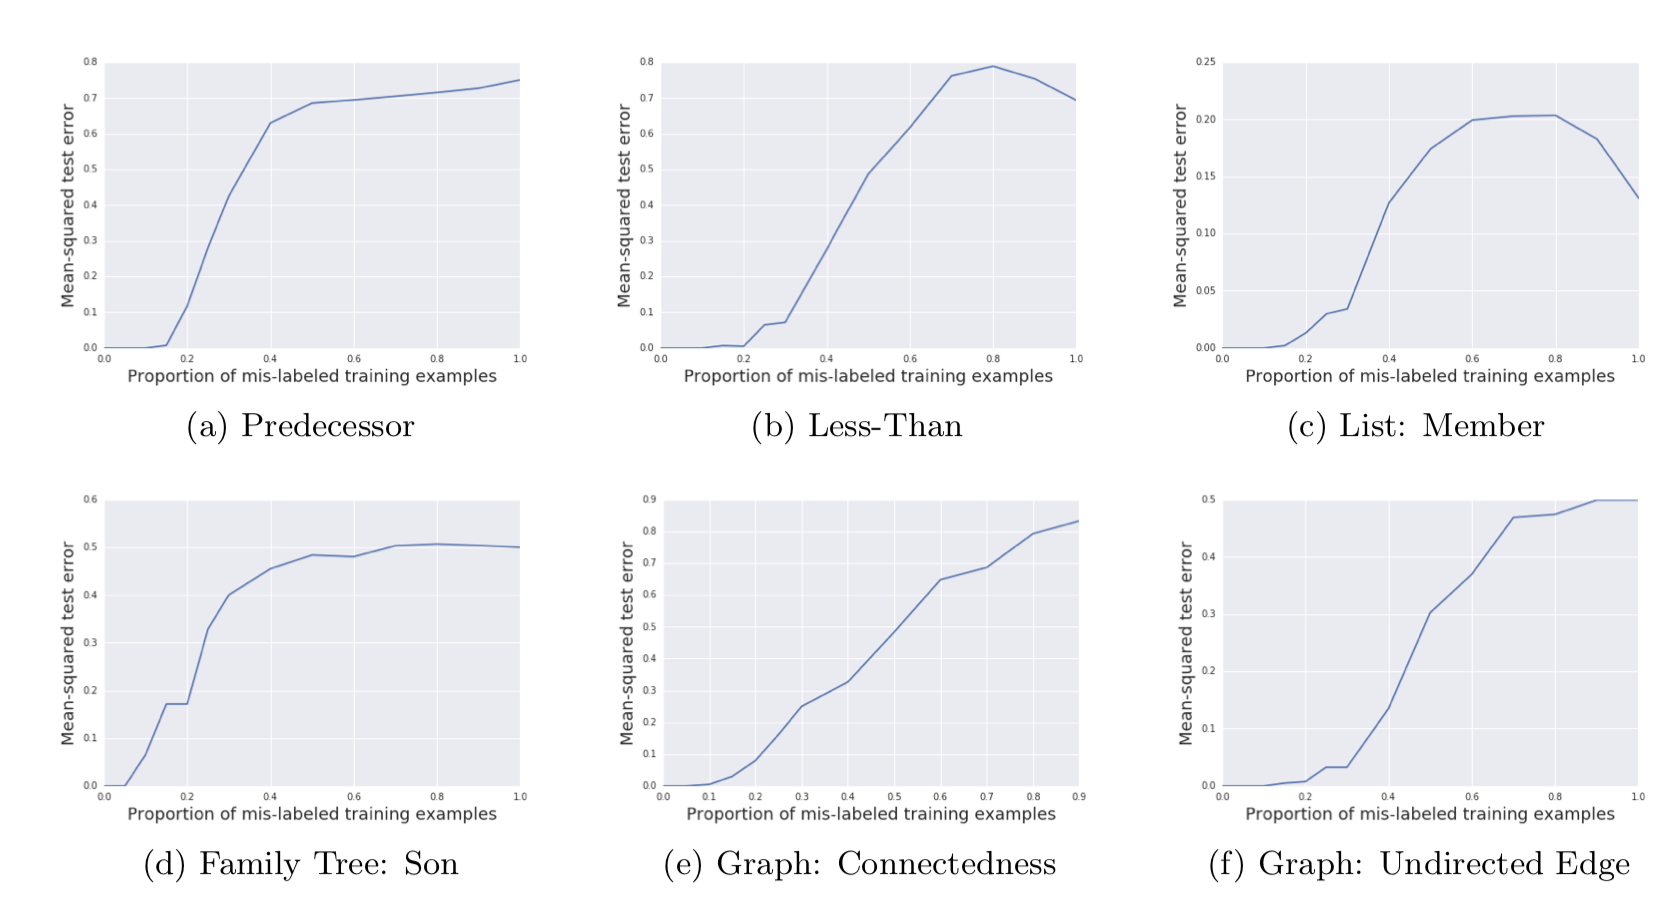 0.8 0.7 0.6 0.5 0.4 0.3 0.2 0.1 0.0
Mean-squared test error
0.0 0.2 0.4 0.6 0.8 1.0
Proportion of mis-labeled training examples
(a) Predecessor
0.8 0.7 0.6 0.5 0.4 0.3 0.2 0.1 0.0
Mean-squared test error
0.0 0.2 0.4 0.6 0.8 1.0
Proportion of mis-labeled training examples
(b) Less-Than
0.25 0.20 0.15 0.10 0.05 0.00
Mean-squared test error
0.0 0.2 0.4 0.6 0.8 1.0
Proportion of mis-labeled training examples
(c) List: Member
0.6 0.5 0.4 0.3 0.2 0.1 0.0
Mean-squared test error
0.0 0.2 0.4 0.6 0.8 1.0
Proportion of mis-labeled training examples
(d) Family Tree: Son
0.9 0.8 0.7 0.6 0.5 0.4 0.3 0.2 0.1 0.0
Mean-squared test error
0.0 0.1 0.2 0.3 0.4 0.5 0.6 0.7 0.8 0.9
Proportion of mis-labeled training examples
(e) Graph: Connectedness
0.5 0.4 0.3 0.2 0.1 0.0
Mean-squared test error
0.0 0.2 0.4 0.6 0.8 1.0
Proportion of mis-labeled training examples
(f) Graph: Undirected Edge